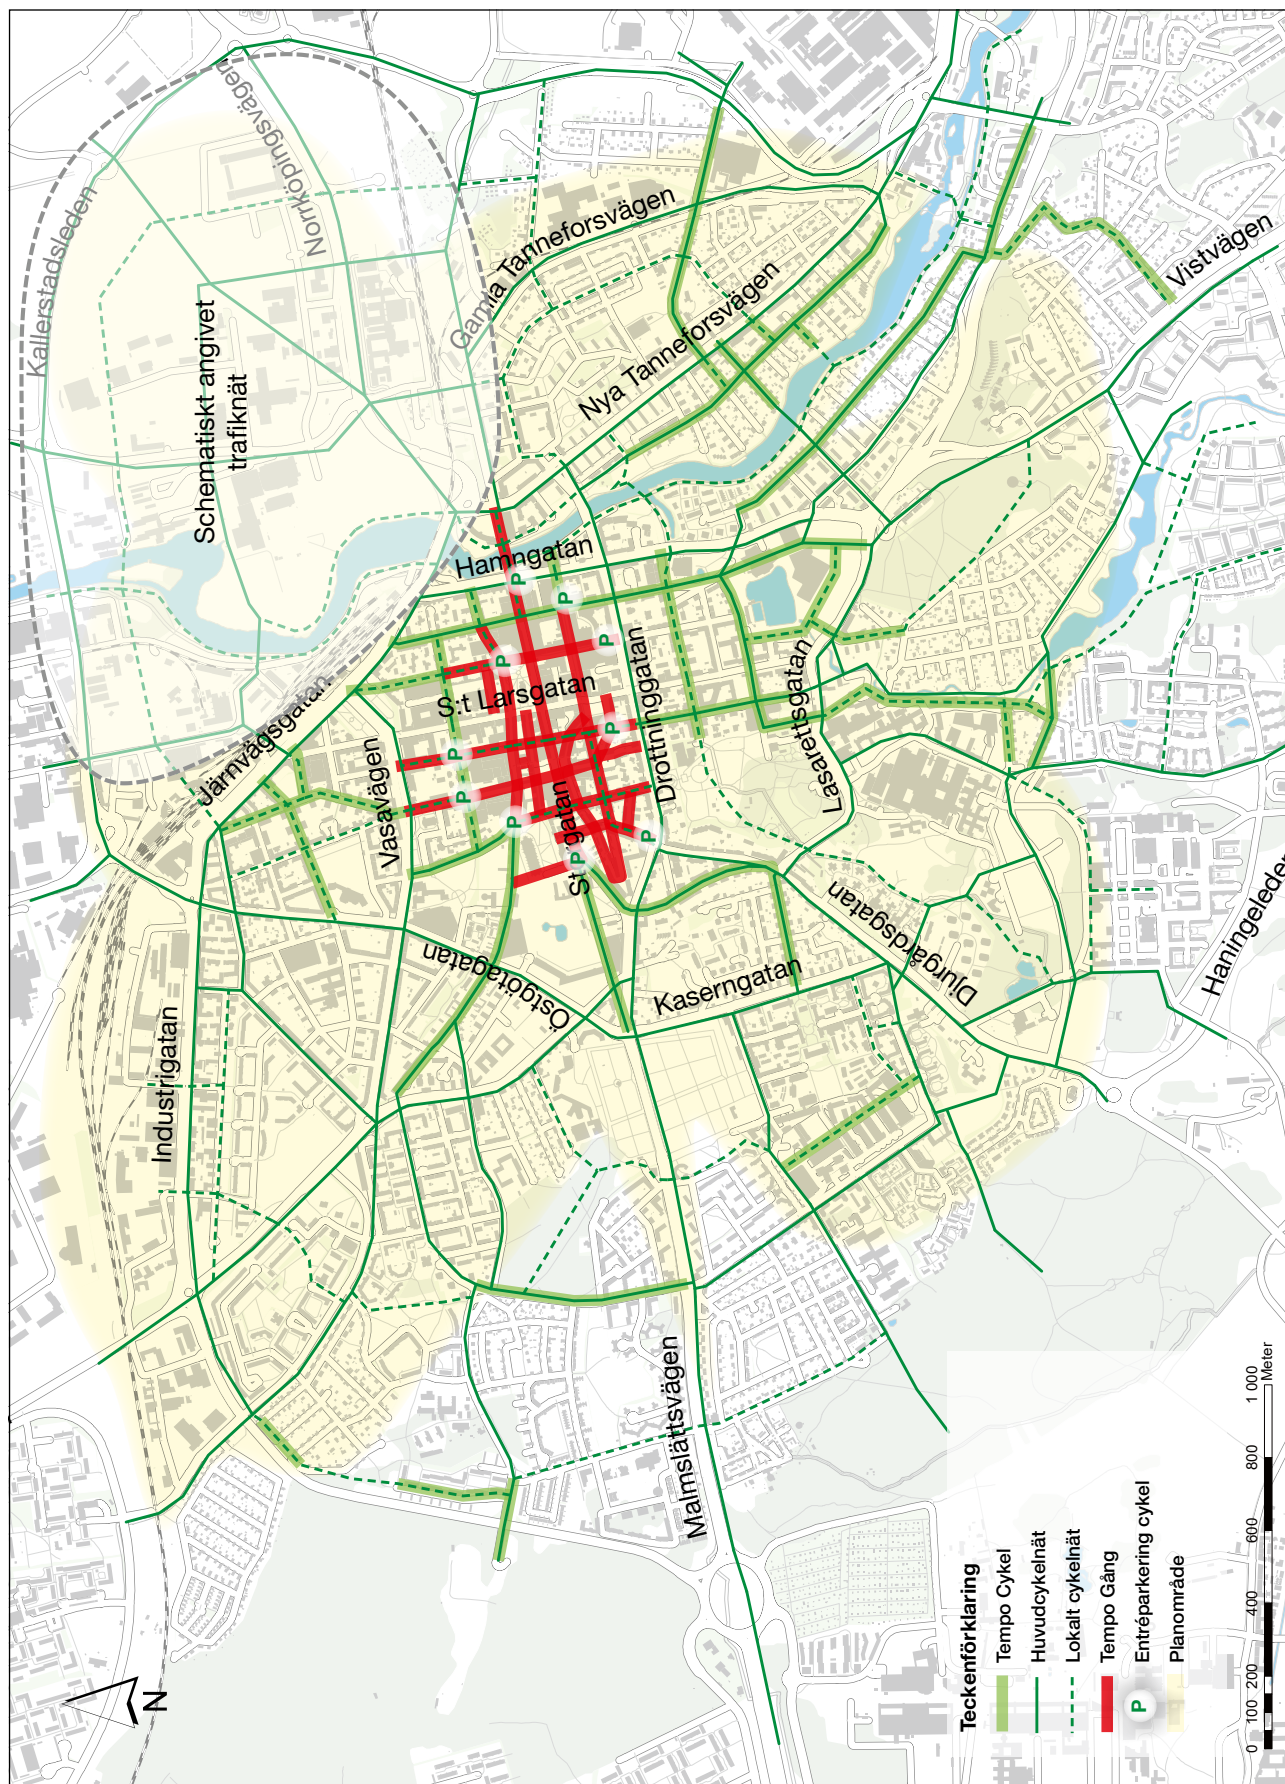 N
Kallerstadsleden
Norrköpingsvägen
Schematiskt angivet
trafiknät
Industrigatan
Järnvägsgatan
Vasavägen
Östgötagatan
S:t Larsgatan
Hamngatan
Gamla Tanneforsvägen
Nya Tanneforsvägen
P
P
P
P
P
P
P
P
P
P
gatan
Drottninggatan
Kaserngatan
Malmslättsvägen
Lasarettsgatan
Djurgårdsgatan
Vistvägen
Haningelede
Teckenförklaring
Tempo Cykel
Huvudcykelnät
Lokalt cykelnät
Tempo Gång
P Entréparkering cykel
Planområde
0 100 200 400 600 800 1 000
Meter